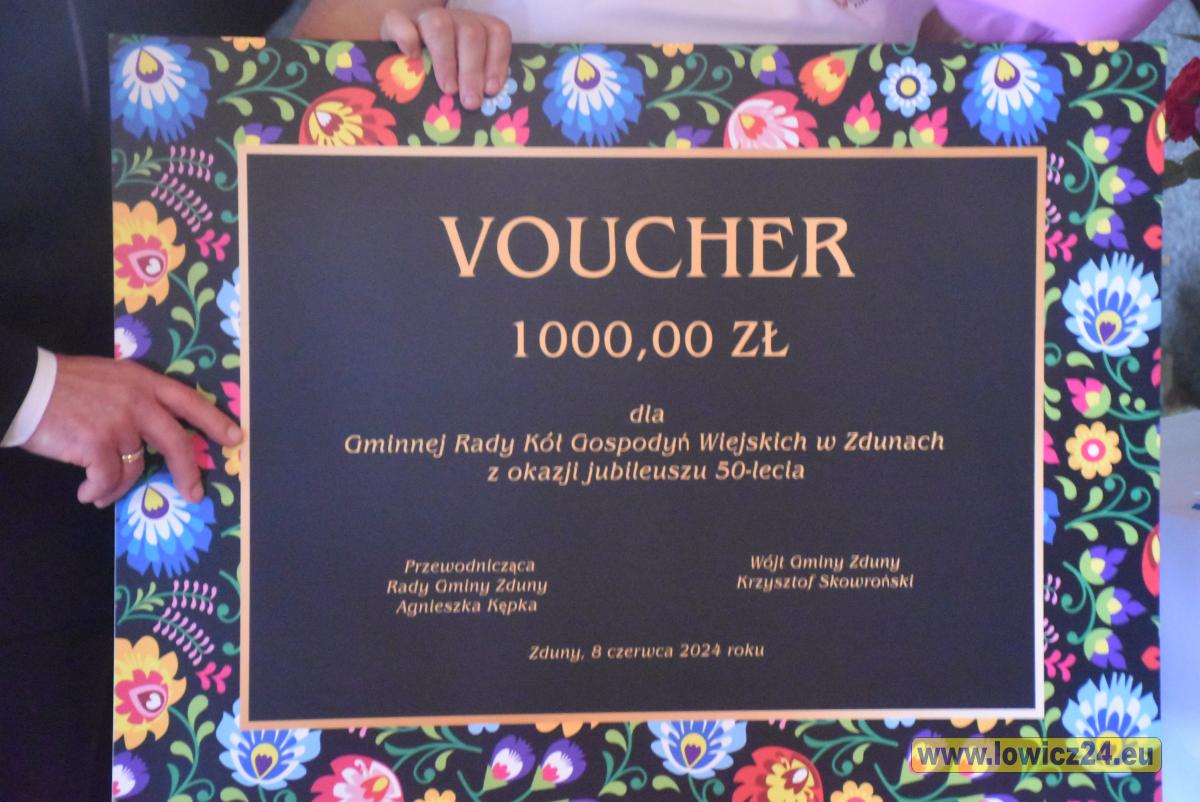 VOUCHER
1000,00 ZŁ
dla
Gminnej Rady Kół Gospodyń Wiejskich w Zdunach
z okazji jubileuszu 50-lecia
Przewodnicząca
Rady Gminy Zduny
Agnieszka Kępka
Wójt Gminy Zduny
Krzysztof Skowroński
Zduny, 8 czerwca 2024 roku
www.lowicz24.eu